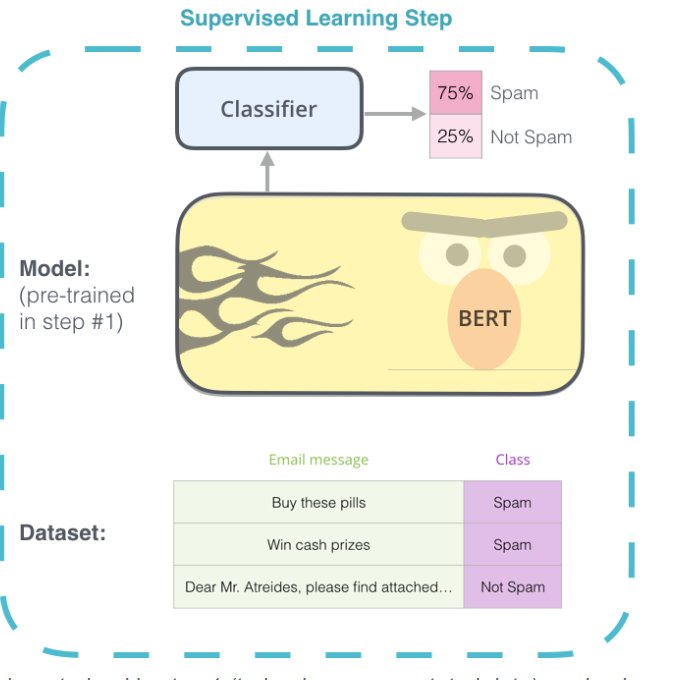 Supervised Learning Step
Classifier
75% Spam
25% Not Spam
Model:
(pre-trained
in step #1)
BERT
Email message Class
Dataset:
Buy these pills Spam
Win cash prizes Spam
Dear Mr. Atreides, please find attached... Not Spam